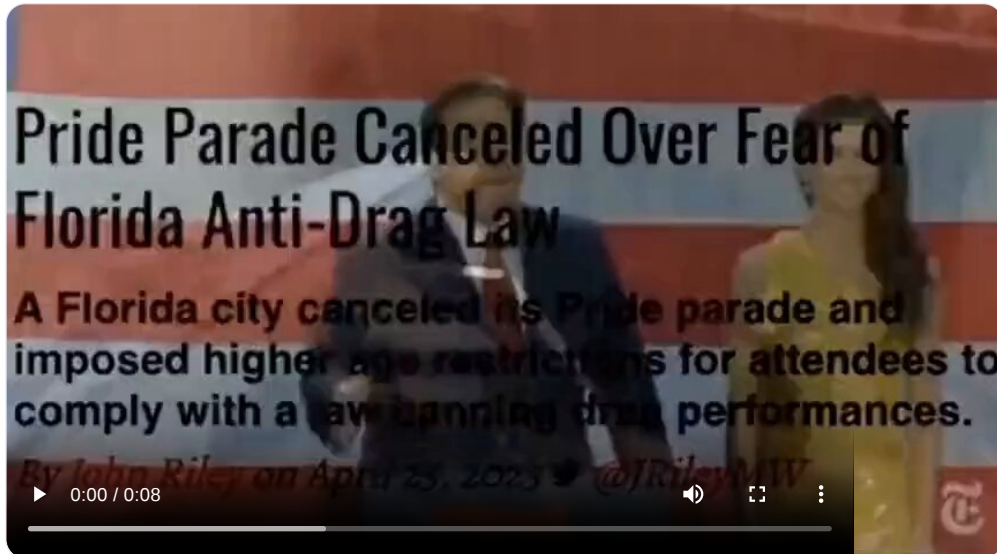 Pride Parade Canceled Over Fear of
Florida Anti-Drag Law
A Florida city canceled its Pride parade and
imposed higher age restrictions for attendees to
comply with a law banning drag performances.
By John Riley on April 25, 2023 @JRileyMW
0:00 / 0:08
T